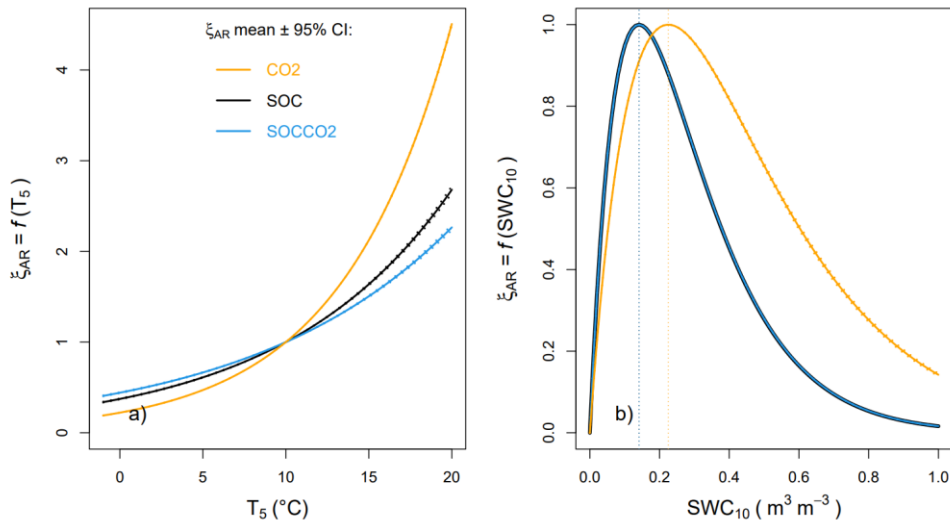 ξAR mean ± 95% CI:
CO2
SOC
SOCCO2
ξAR = f (T5)
4
3
2
1
0
a)
0 5 10 15 20
T5 (°C)
ξAR = f (SWC10)
1.0
0.8
0.6
0.4
0.2
0.0
b)
0.0 0.2 0.4 0.6 0.8 1.0
SWC10 ( m³ m⁻³)